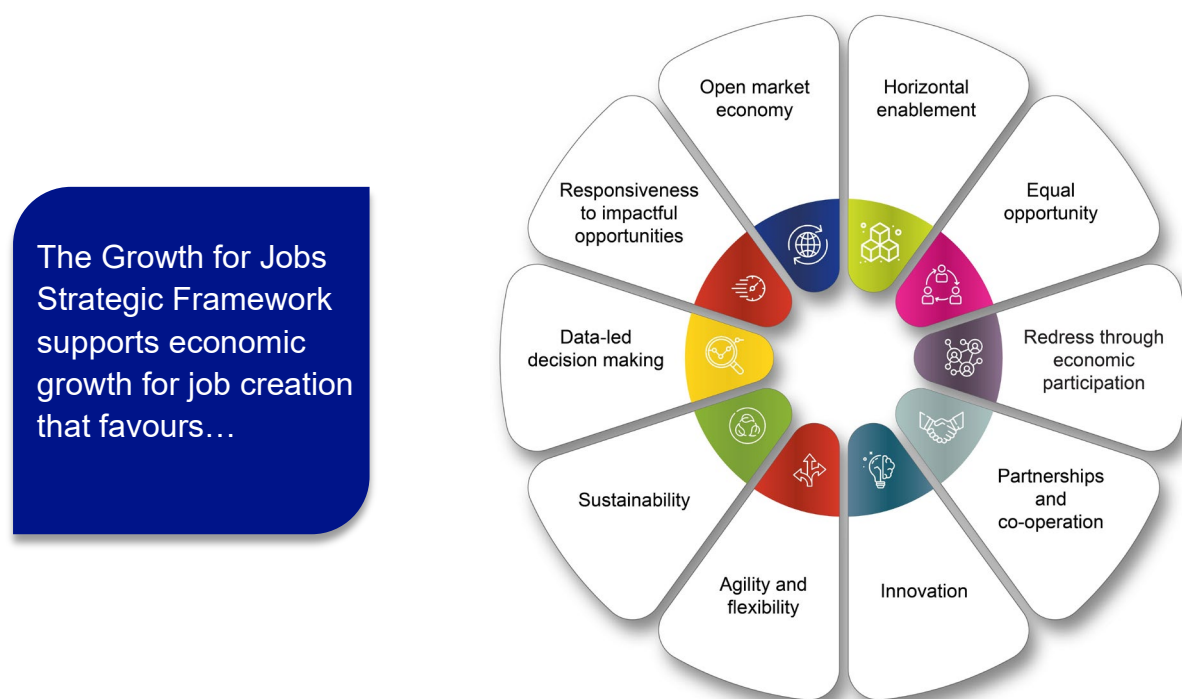 The Growth for Jobs
Strategic Framework
supports economic
growth for job creation
that favours…
Open market
economy
Horizontal
enablement
Equal
opportunity
Redress through
economic
participation
Partnerships
and
co-operation
Innovation
Agility and
flexibility
Sustainability
Data-led
decision making
Responsiveness
to impactful
opportunities